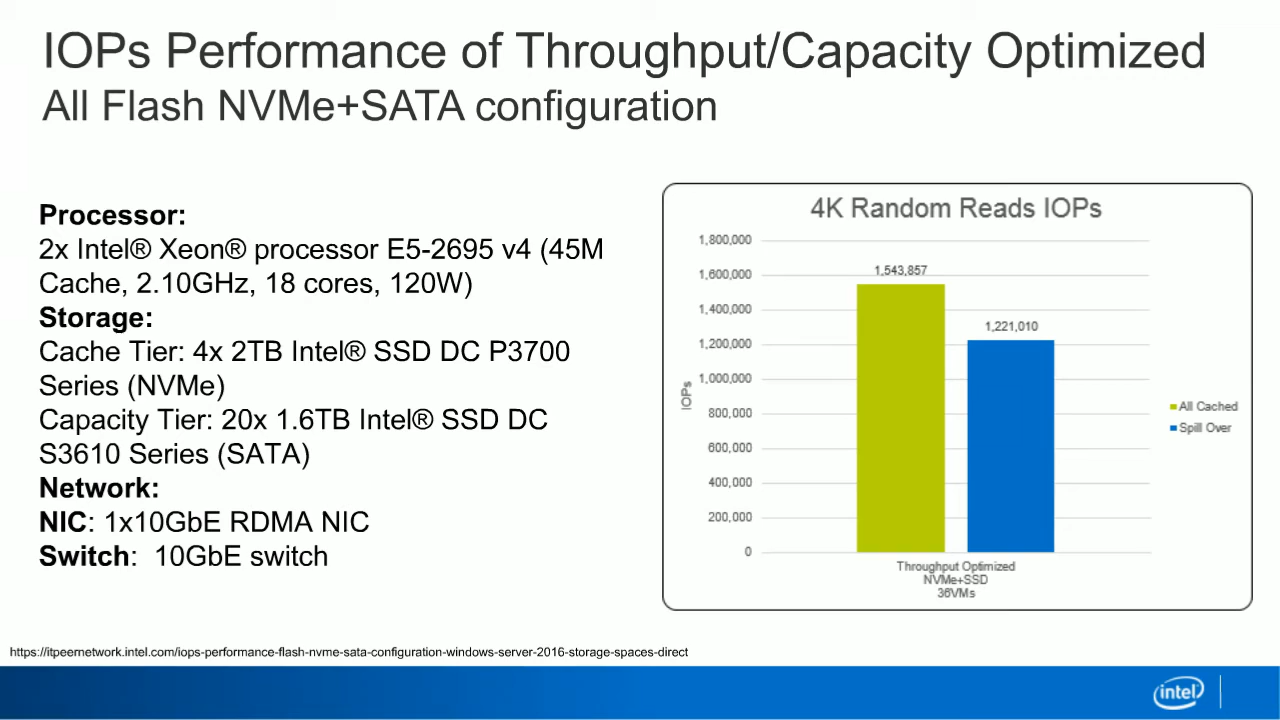 IOPs Performance of Throughput/Capacity Optimized
All Flash NVMe+SATA configuration
Processor:
2x Intel® Xeon® processor E5-2695 v4 (45M
Cache, 2.10GHz, 18 cores, 120W)
Storage:
Cache Tier: 4x 2TB Intel® SSD DC P3700
Series (NVMe)
Capacity Tier: 20x 1.6TB Intel® SSD DC
S3610 Series (SATA)
Network:
NIC: 1x10GbE RDMA NIC
Switch:  10GbE switch
4K Random Reads IOPs
1,800,000
1,600,000
1,400,000
1,200,000
1,000,000
800,000
600,000
400,000
200,000
0
IOPs
1,543,857
1,221,010
All Cached
Spill Over
Throughput Optimized
NVMe+SSD
36VMs
https://itpeernetwork.intel.com/iops-performance-flash-nvme-sata-configuration-windows-server-2016-storage-spaces-direct
intel